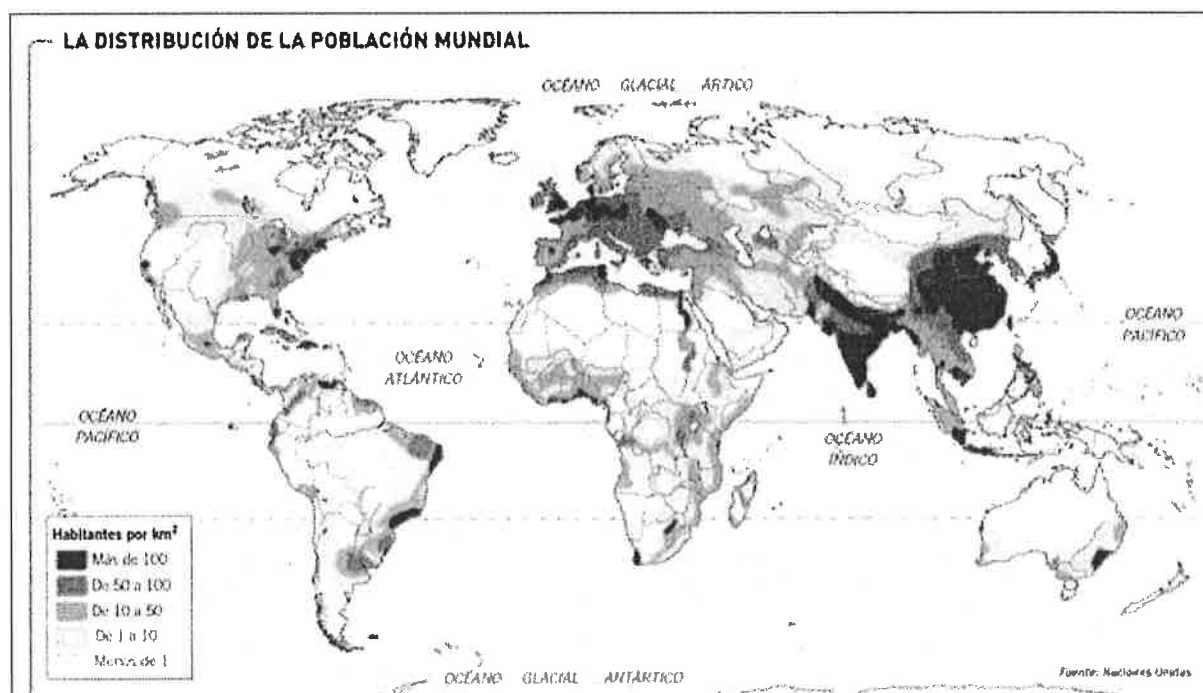 LA DISTRIBUCIÓN DE LA POBLACIÓN MUNDIAL
OCÉANO GLACIAL ÁRTICO
OCÉANO
PACÍFICO
OCÉANO
ATLÁNTICO
OCÉANO
PACÍFICO
OCÉANO
ÍNDICO
Habitantes por km²
Más de 100
De 50 a 100
De 10 a 50
De 1 a 10
Menos de 1
OCÉANO GLACIAL ANTÁRTICO
Fuente: Naciones Unidas